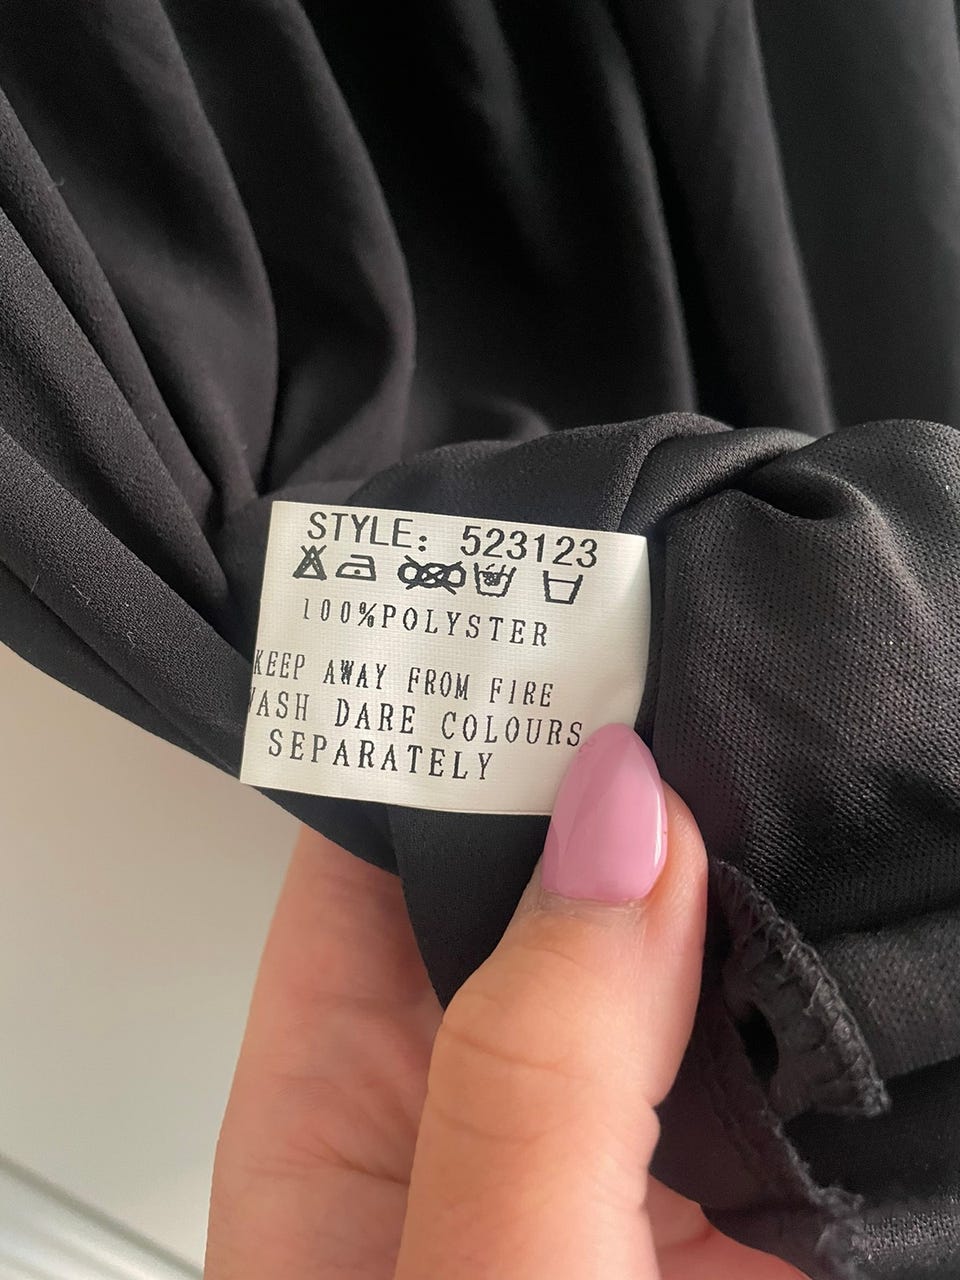 STYLE: 523123
100%POLYSTER
KEEP AWAY FROM FIRE
WASH DARE COLOURS
SEPARATELY